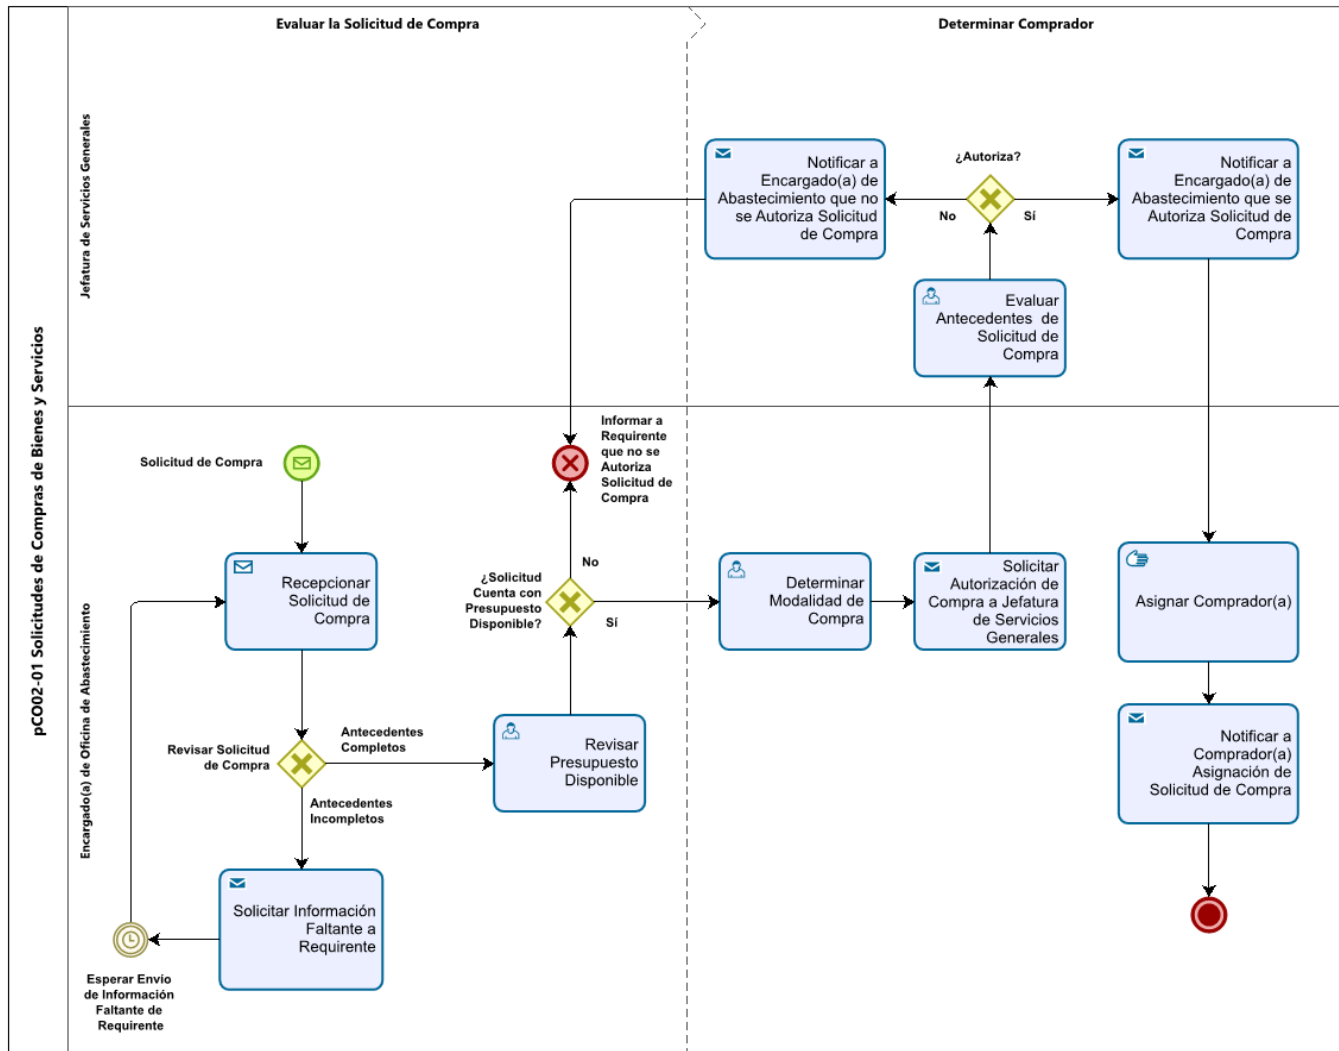 Evaluar la Solicitud de Compra
Determinar Comprador
pCO02-01 Solicitudes de Compras de Bienes y Servicios
Jefatura de Servicios Generales
Notificar a
Encargado(a) de
Abastecimiento que no
se Autoriza Solicitud
de Compra
¿Autoriza?
No
Sí
Notificar a
Encargado(a) de
Abastecimiento que se
Autoriza Solicitud de
Compra
Evaluar
Antecedentes de
Solicitud de
Compra
Encargado(a) de Oficina de Abastecimiento
Solicitud de Compra
Informar a
Requirente
que no se
Autoriza
Solicitud de
Compra
Recepcionar
Solicitud de
Compra
¿Solicitud
Cuenta con
Presupuesto
Disponible?
No
Sí
Determinar
Modalidad de
Compra
Solicitar
Autorización de
Compra a Jefatura
de Servicios
Generales
Asignar Comprador(a)
Revisar Solicitud
de Compra
Antecedentes
Completos
Antecedentes
Incompletos
Revisar
Presupuesto
Disponible
Notificar a
Comprador(a)
Asignación de
Solicitud de Compra
Solicitar Información
Faltante a
Requirente
Esperar Envío
de Información
Faltante de
Requirente